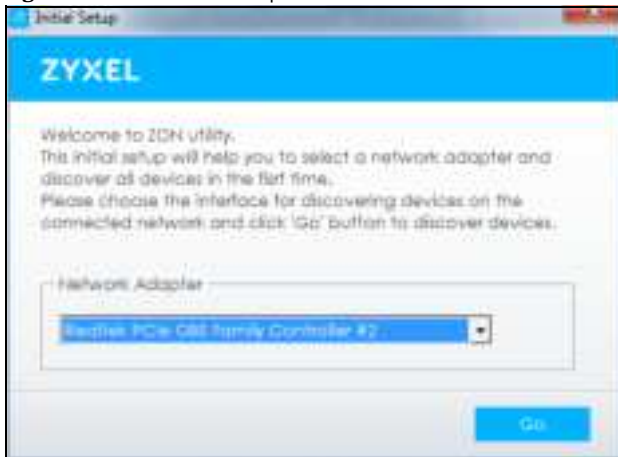 Initial Setup
ZYXEL
Welcome to ZON utility.
This initial setup will help you to select a network adapter and
discover all devices in the first time.
Please choose the interface for discovering devices on the
connected network and click 'Go' button to discover devices.
Network Adapter
Realtek PCIe GBE Family Controller #2
Go